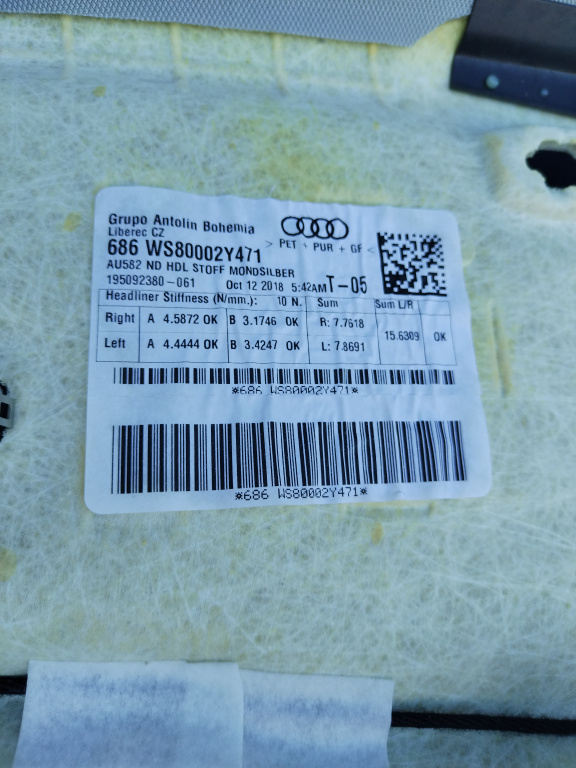 Grupo Antolin Bohemia
Liberec CZ
> PET + PUR + GF <
686 WS80002Y471
AU582 ND HDL STOFF MONDSILBER
195092380-061 Oct 12 2018 5:42AM T-05
Headliner Stiffness (N/mm.): 10 N. Sum Sum L/R
Right A 4.5872 OK B 3.1746 OK R: 7.7618
15.6309 OK
Left A 4.4444 OK B 3.4247 OK L: 7.8691
*686 WS80002Y471*
*686 WS80002Y471*